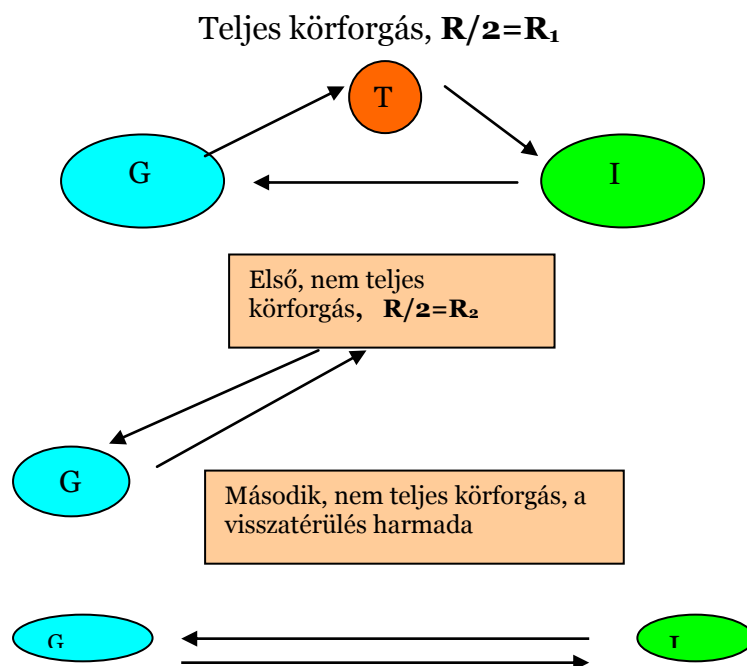 Teljes körforgás, R/2=R₁
T
G
I
Első, nem teljes
körforgás, R/2=R₂
G
Második, nem teljes körforgás, a
visszatérülés harmada
G
I